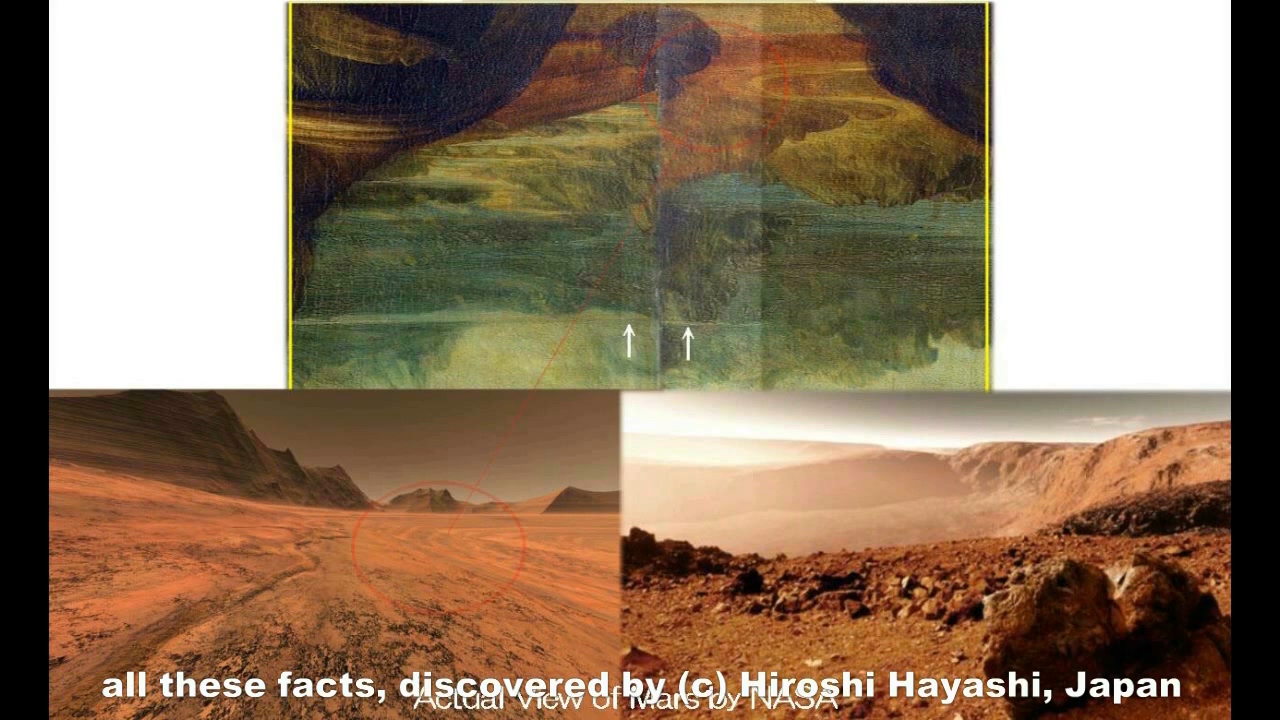 all these facts, discovered by (c) Hiroshi Hayashi, Japan
Actual View of Mars by NASA